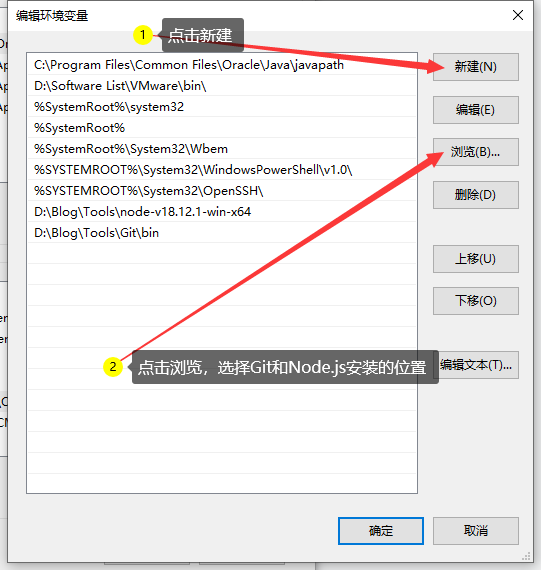 编辑环境变量
1 点击新建
C:\Program Files\Common Files\Oracle\Java\javapath
D:\Software List\VMware\bin\
%SystemRoot%\system32
%SystemRoot%
%SystemRoot%\System32\Wbem
%SYSTEMROOT%\System32\WindowsPowerShell\v1.0\
%SYSTEMROOT%\System32\OpenSSH\
D:\Blog\Tools\node-v18.12.1-win-x64
D:\Blog\Tools\Git\bin
新建(N)
编辑(E)
浏览(B)...
删除(D)
上移(U)
下移(O)
2 点击浏览，选择Git和Node.js安装的位置
编辑文本(T)...
确定
取消